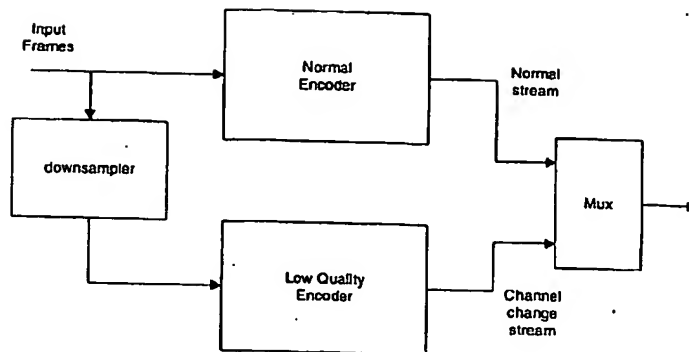 Input
Frames
Normal
Encoder
Normal
stream
downsampler
Mux
Low Quality
Encoder
Channel
change
stream